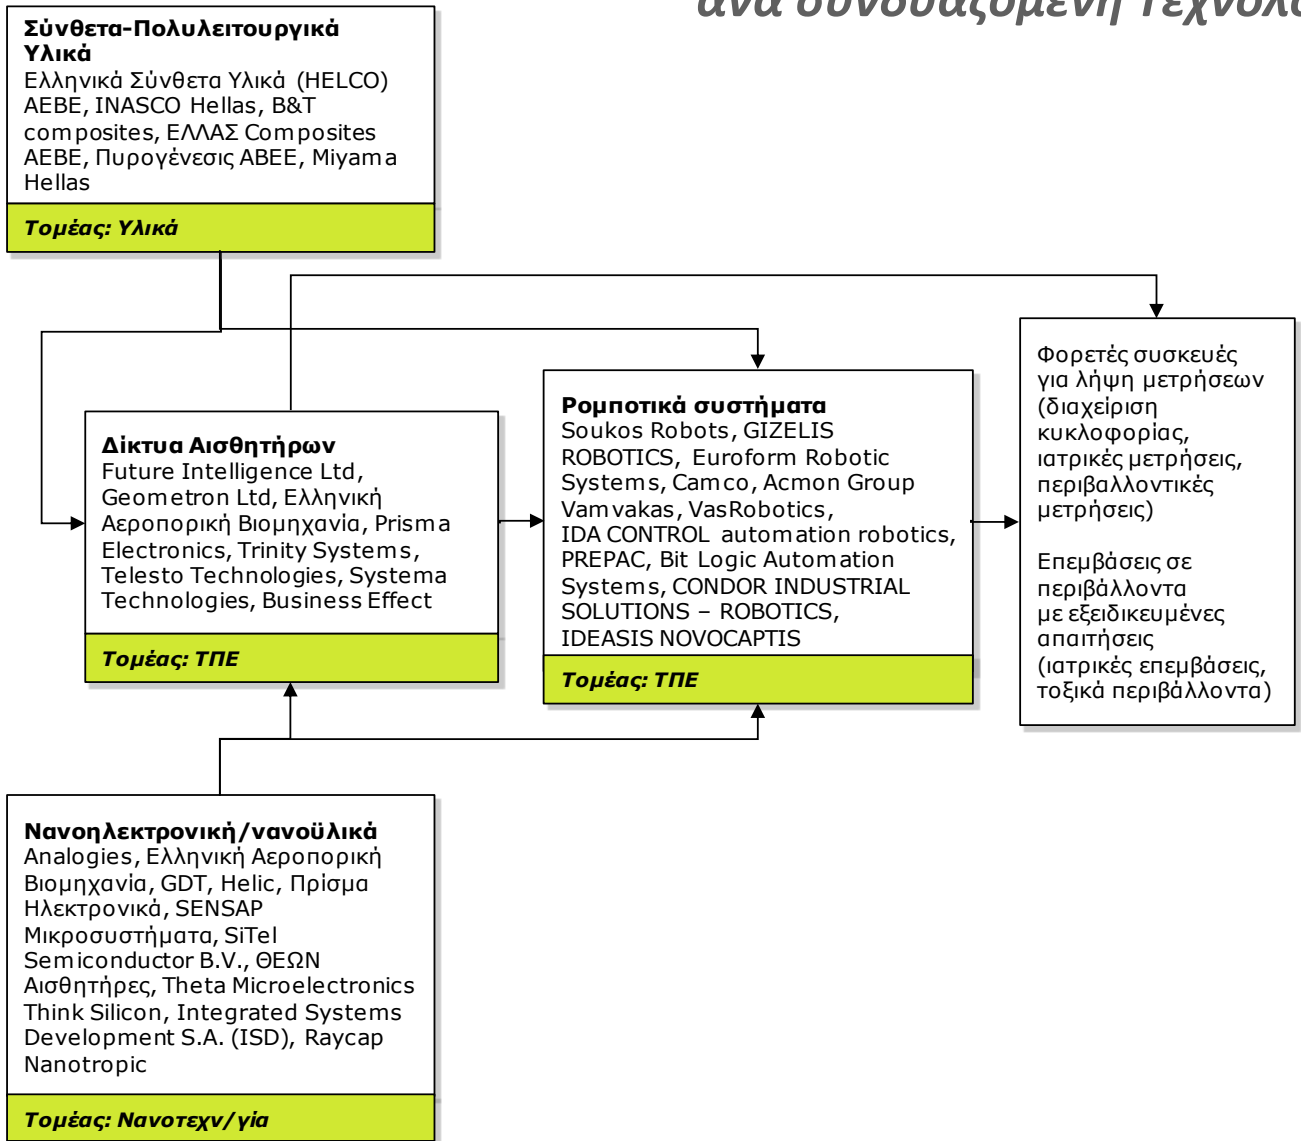 ανά συνδυαζόμενη
Σύνθετα-Πολυλειτουργικά
Υλικά
Ελληνικά Σύνθετα Υλικά (HELCO)
ΑΕΒΕ, INASCO Hellas, B&T
composites, ΕΛΛΑΣ Composites
ΑΕΒΕ, Πυρογένεσις ΑΒΕΕ, Miyama
Hellas
Τομέας: Υλικά
Δίκτυα Αισθητήρων
Future Intelligence Ltd,
Geometron Ltd, Ελληνική
Αεροπορική Βιομηχανία, Prisma
Electronics, Trinity Systems,
Telesto Technologies, Systema
Technologies, Business Effect
Τομέας: ΤΠΕ
Ρομποτικά συστήματα
Soukos Robots, GIZELIS
ROBOTICS, Euroform Robotic
Systems, Camco, Acmon Group
Vamvakas, VasRobotics,
IDA CONTROL automation robotics,
PREPAC, Bit Logic Automation
Systems, CONDOR INDUSTRIAL
SOLUTIONS – ROBOTICS,
IDEASIS NOVOCAPTIS
Τομέας: ΤΠΕ
Φορετές συσκευές
για λήψη μετρήσεων
(διαχείριση
κυκλοφορίας,
ιατρικές μετρήσεις,
περιβαλλοντικές
μετρήσεις)
Επεμβάσεις σε
περιβάλλοντα
με εξειδικευμένες
απαιτήσεις
(ιατρικές επεμβάσεις,
τοξικά περιβάλλοντα)
Νανοηλεκτρονική/νανοϋλικά
Analogies, Ελληνική Αεροπορική
Βιομηχανία, GDT, Helic, Πρίσμα
Ηλεκτρονικά, SENSAP
Μικροσυστήματα, SiTel
Semiconductor B.V., ΘΕΩΝ
Αισθητήρες, Theta Microelectronics
Think Silicon, Integrated Systems
Development S.A. (ISD), Raycap
Nanotropic
Τομέας: Νανοτεχν/γία